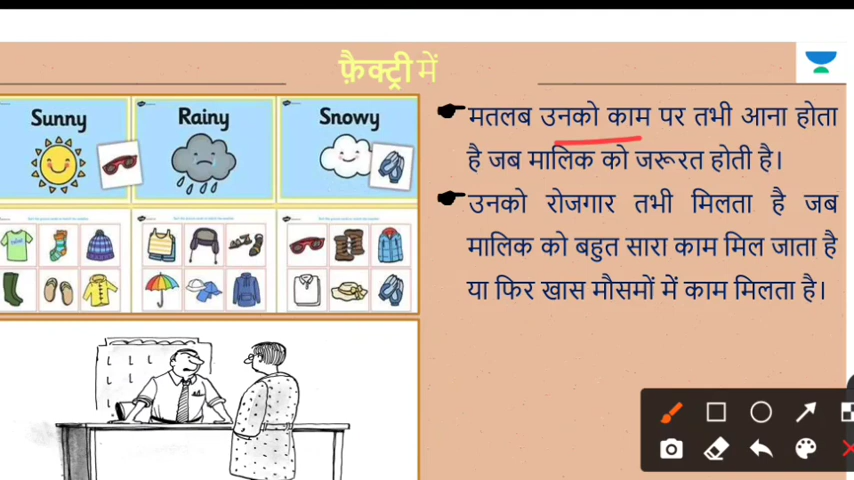 फ़ैक्ट्री में
Sunny
Rainy
Snowy
मतलब उनको काम पर तभी आना होता
है जब मालिक को जरूरत होती है।
उनको रोजगार तभी मिलता है जब
मालिक को बहुत सारा काम मिल जाता है
या फिर खास मौसमों में काम मिलता है।